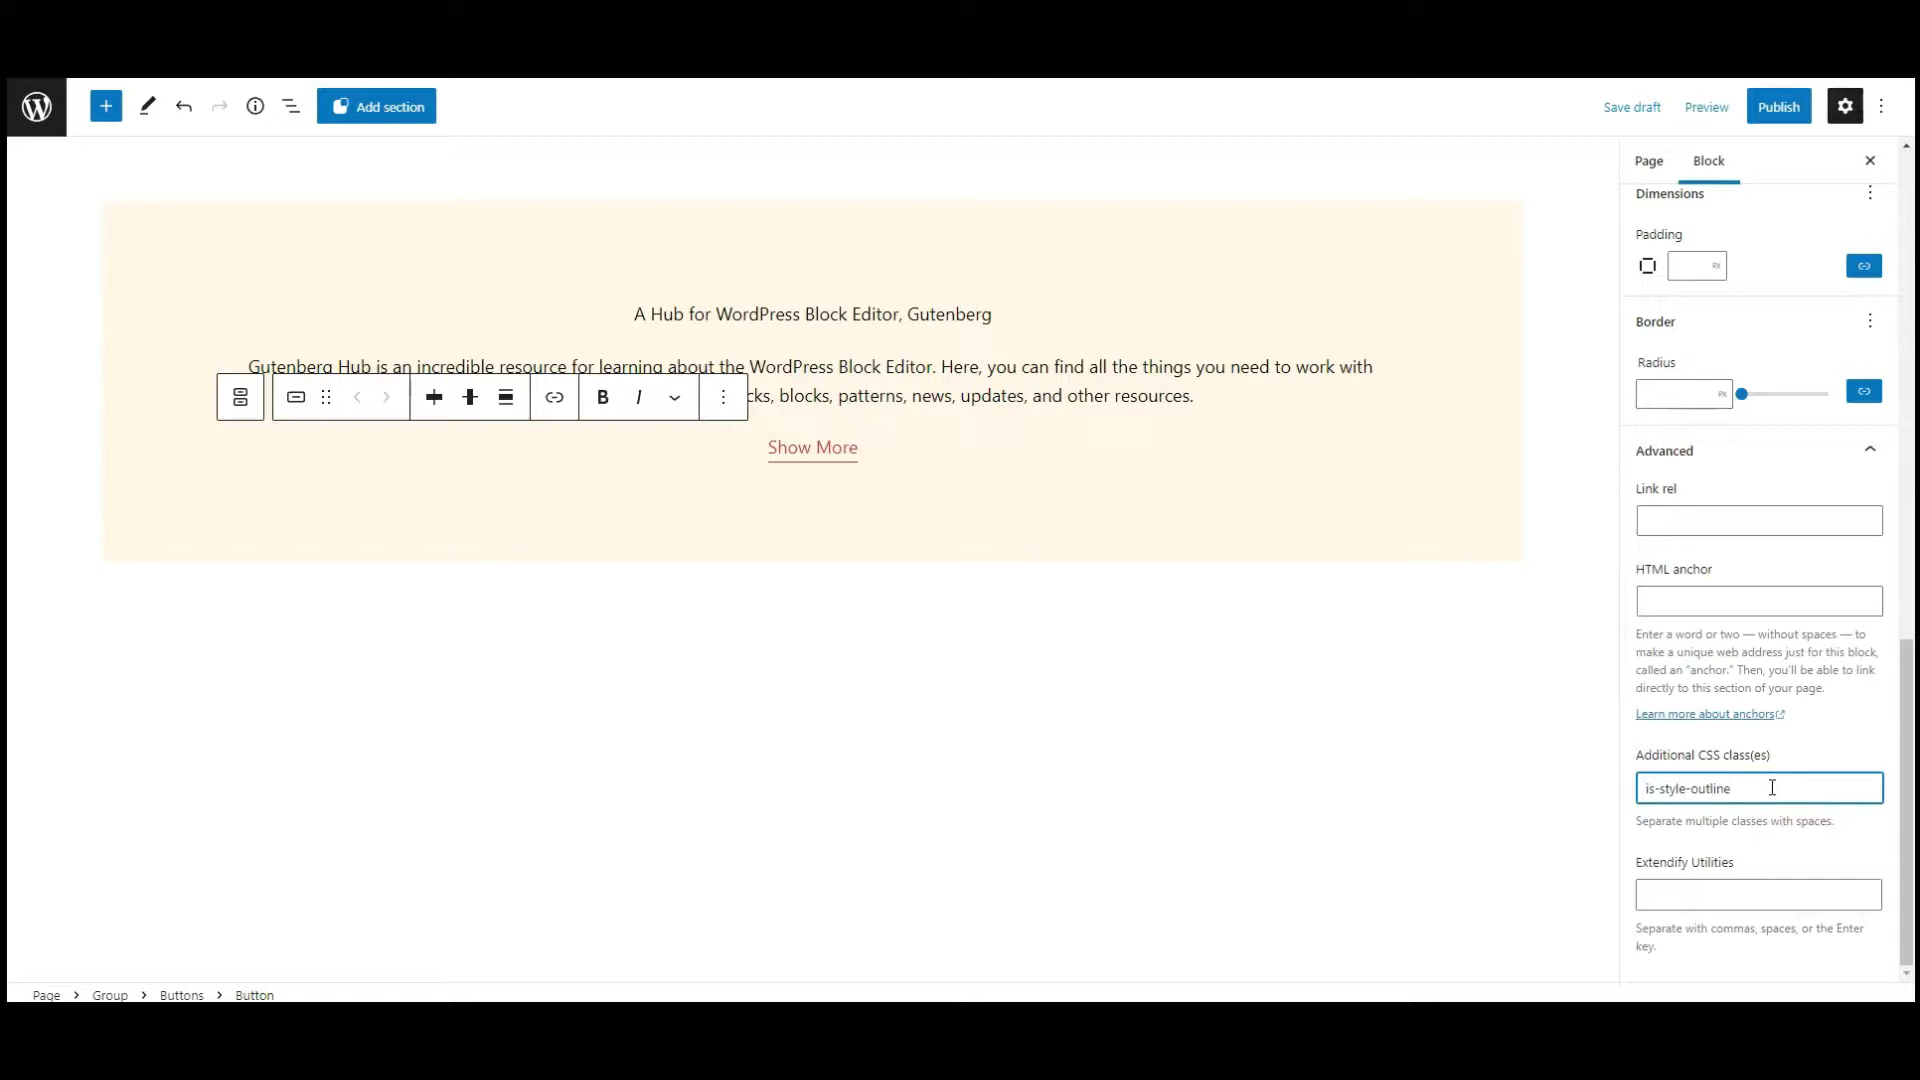 Add section
Save draft
Preview
Publish
Page
Block
Dimensions
Padding
PX
Border
Radius
PX
Advanced
Link rel
HTML anchor
Enter a word or two — without spaces — to
make a unique web address just for this block,
called an “anchor.” Then, you’ll be able to link
directly to this section of your page.
Learn more about anchors
Additional CSS class(es)
is-style-outline
Separate multiple classes with spaces.
Extendify Utilities
Separate with commas, spaces, or the Enter
key.
A Hub for WordPress Block Editor, Gutenberg
Gutenberg Hub is an incredible resource for learning about the WordPress Block Editor. Here, you can find all the things you need to work with
blocks, patterns, news, updates, and other resources.
B I
Show More
Page > Group > Buttons > Button